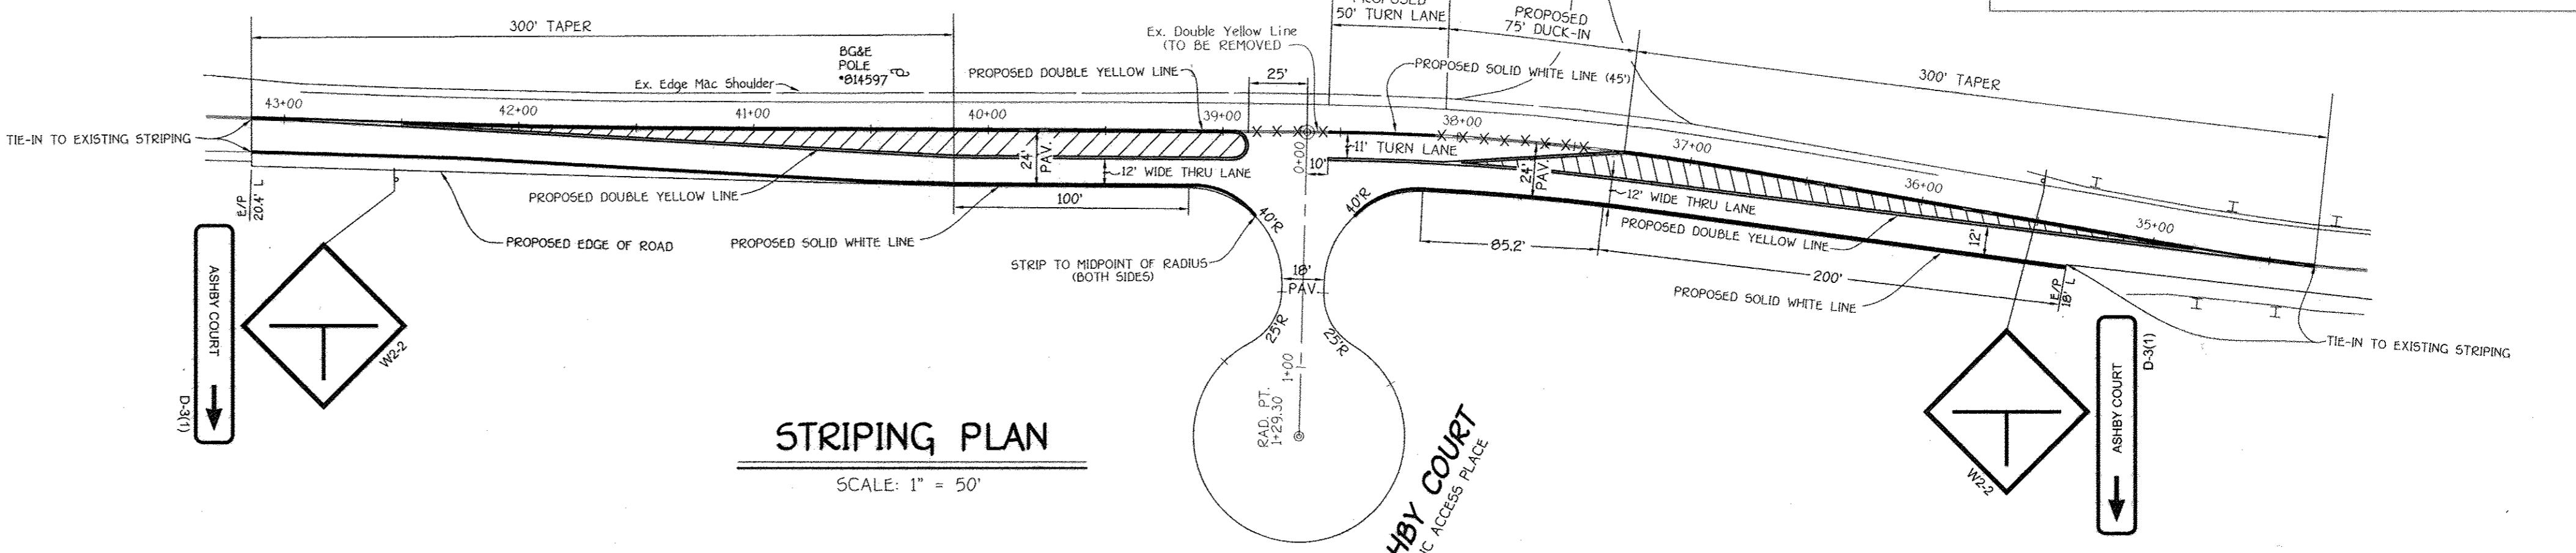 300' TAPER
BG&E
POLE
•814597
Ex. Edge Mac Shoulder
PROPOSED DOUBLE YELLOW LINE
Ex. Double Yellow Line
(TO BE REMOVED
25'
PROPOSED
50' TURN LANE
PROPOSED
75' DUCK-IN
PROPOSED SOLID WHITE LINE (45')
300' TAPER
43+00
42+00
41+00
40+00
39+00
38+00
37+00
36+00
35+00
TIE-IN TO EXISTING STRIPING
24'
PAV.
12' WIDE THRU LANE
11' TURN LANE
0+00
10'
24'
PAV.
12' WIDE THRU LANE
PROPOSED DOUBLE YELLOW LINE
100'
PROPOSED EDGE OF ROAD
PROPOSED SOLID WHITE LINE
E/P
20.4' L
40'R
40'R
STRIP TO MIDPOINT OF RADIUS
(BOTH SIDES)
18'
PAV.
25'R
25'R
85.2'
PROPOSED DOUBLE YELLOW LINE
12'
200'
PROPOSED SOLID WHITE LINE
E/P
18' L
TIE-IN TO EXISTING STRIPING
ASHBY COURT
D-3(1)
W2-2
1+00
RAD. PT.
1+29.30
STRIPING PLAN
SCALE: 1" = 50'
HBY COURT
IC ACCESS PLACE
W2-2
ASHBY COURT
D-3(1)